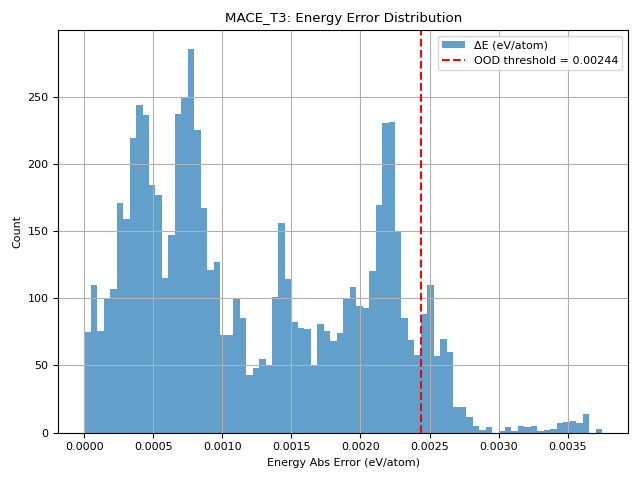 MACE_T3: Energy Error Distribution
ΔE (eV/atom)
OOD threshold = 0.00244
Count
250
200
150
100
50
0
0.0000 0.0005 0.0010 0.0015 0.0020 0.0025 0.0030 0.0035
Energy Abs Error (eV/atom)